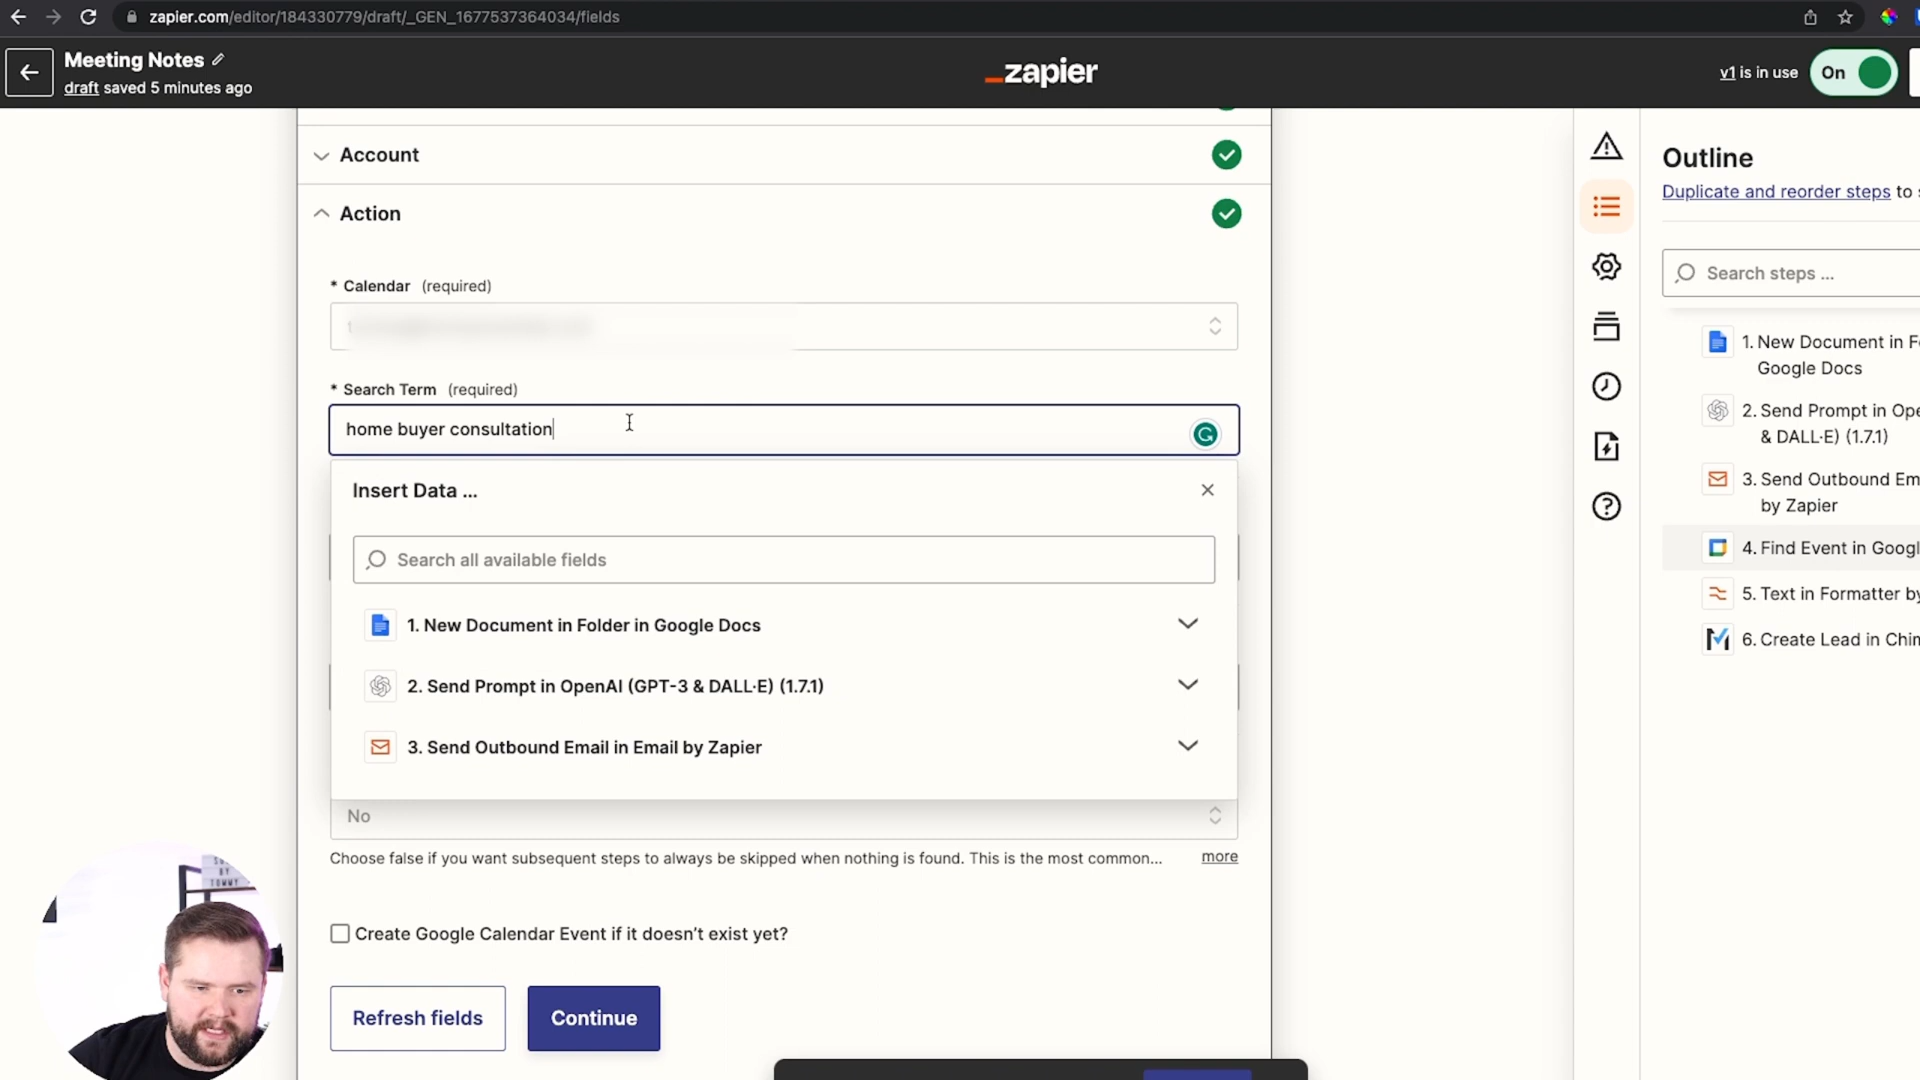 zapier.com/editor/184330779/draft/_GEN_1677537364034/fields
Meeting Notes
draft saved 5 minutes ago
zapier
v1 is in use
On
Account
Action
* Calendar (required)
* Search Term (required)
home buyer consultation
Insert Data ...
Search all available fields
1. New Document in Folder in Google Docs
2. Send Prompt in OpenAI (GPT-3 & DALL·E) (1.7.1)
3. Send Outbound Email in Email by Zapier
No
Choose false if you want subsequent steps to always be skipped when nothing is found. This is the most common... more
Create Google Calendar Event if it doesn't exist yet?
Refresh fields
Continue
Outline
Duplicate and reorder steps to
Search steps ...
1. New Document in F
Google Docs
2. Send Prompt in Ope
& DALL·E) (1.7.1)
3. Send Outbound Em
by Zapier
4. Find Event in Googl
5. Text in Formatter by
6. Create Lead in Chi
BY
TOMMY